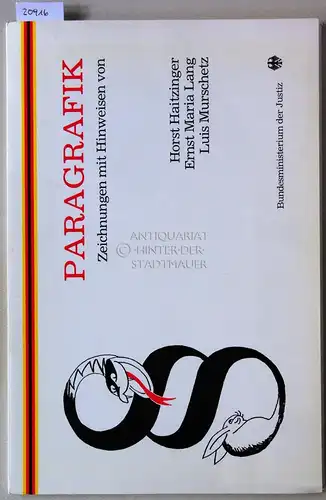 20916
PARAGRAFIK
Zeichnungen mit Hinweisen von
Horst Haitzinger
Ernst Maria Lang
Luis Murschetz
Bundesministerium der Justiz
ANTIQUARIAT
©·HINTER·DER·
STADTMAUER